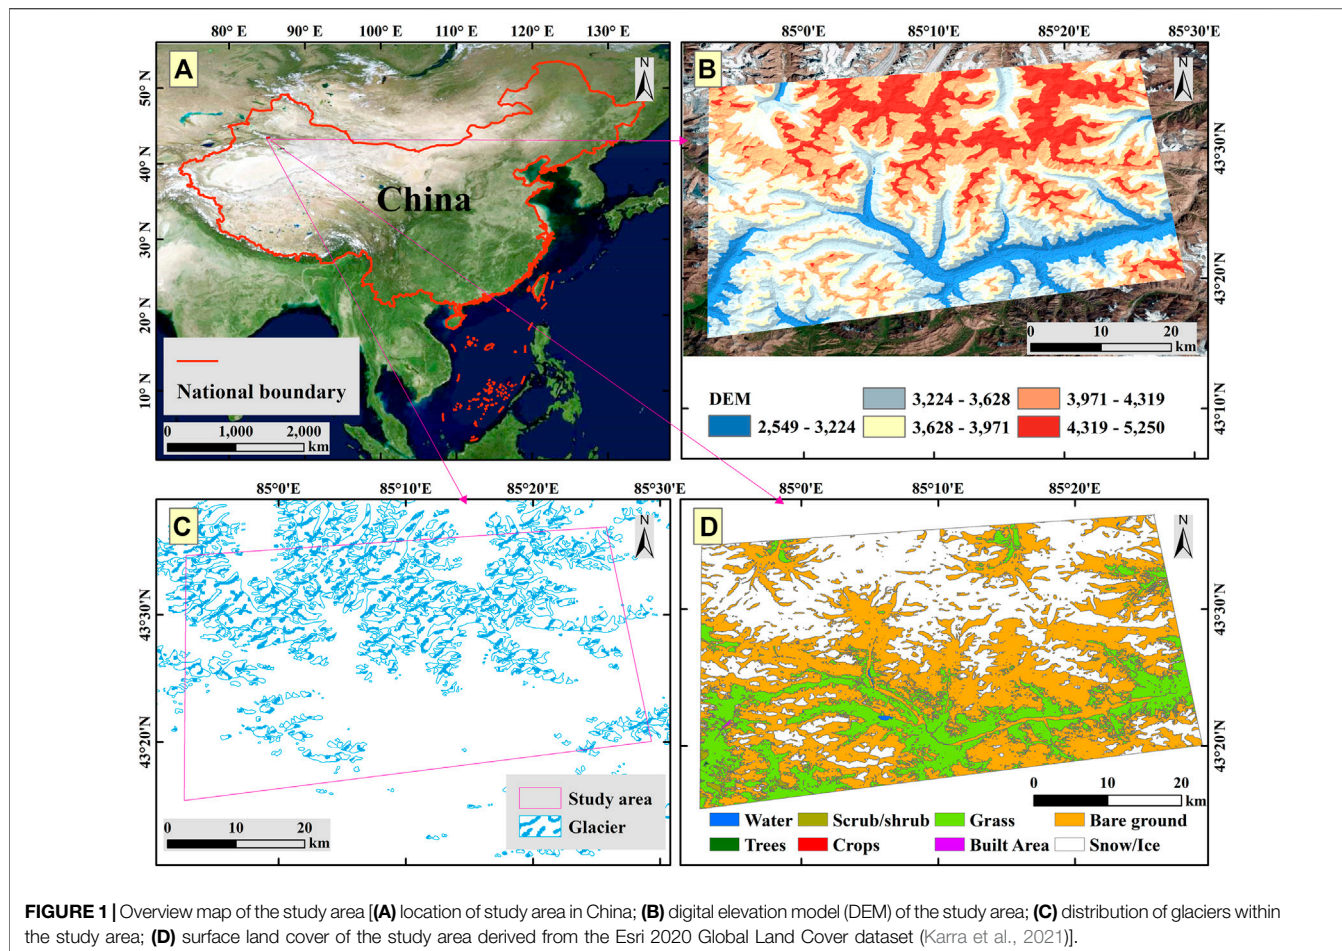 80° E 90° E 100° E 110° E 120° E 130° E
A
N
50° N
40° N
30° N
20° N
10° N
China
National boundary
0 1,000 2,000
km
85°0'E 85°10'E 85°20'E 85°30'E
B
N
43°30'N
43°20'N
43°10'N
0 10 20
km
DEM
2,549 - 3,224
3,224 - 3,628
3,628 - 3,971
3,971 - 4,319
4,319 - 5,250
85°0'E 85°10'E 85°20'E 85°30'E
C
N
43°30'N
43°20'N
Study area
Glacier
0 10 20
km
85°0'E 85°10'E 85°20'E
D
N
43°30'N
43°20'N
0 10 20
km
Water Scrub/shrub Grass Bare ground
Trees Crops Built Area Snow/Ice
FIGURE 1 | Overview map of the study area [(A) location of study area in China; (B) digital elevation model (DEM) of the study area; (C) distribution of glaciers within
the study area; (D) surface land cover of the study area derived from the Esri 2020 Global Land Cover dataset (Karra et al., 2021)].